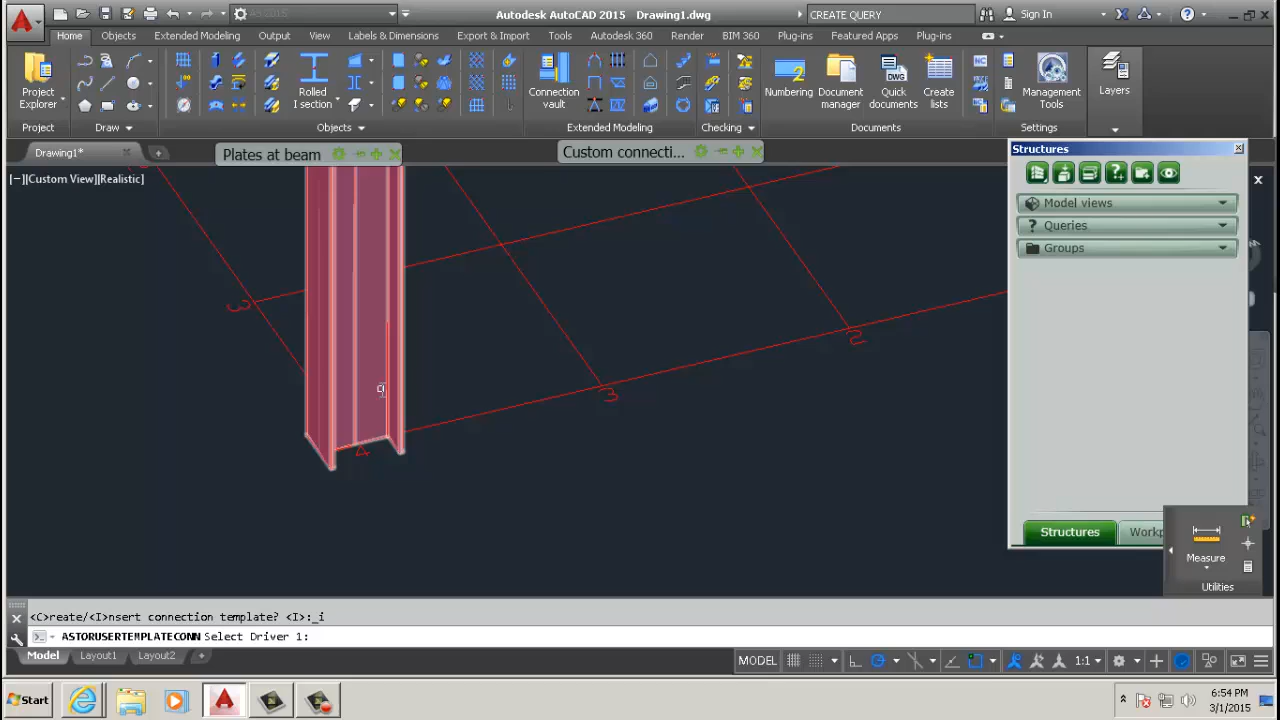 AS 2015
Autodesk AutoCAD 2015 Drawing1.dwg
CREATE QUERY
Sign In
Home Objects Extended Modeling Output View Labels & Dimensions Export & Import Tools Autodesk 360 Render BIM 360 Plug-ins Featured Apps Plug-ins
Project
Explorer
Rolled
I section
Connection
vault
Numbering
Document
manager
Quick
documents
Create
lists
Management
Tools
Layers
Project Draw Objects Extended Modeling Checking Documents Settings
Drawing1*
Plates at beam
Custom connecti...
[−][Custom View][Realistic]
Structures
Model views
Queries
Groups
3
2
3
4
Structures
Measure
Utilities
<C>reate/<I>nsert connection template? <I>:_i
ASTORUSERTEMPLATECONN Select Driver 1:
Model Layout1 Layout2
MODEL
1:1
Start
6:54 PM
3/1/2015